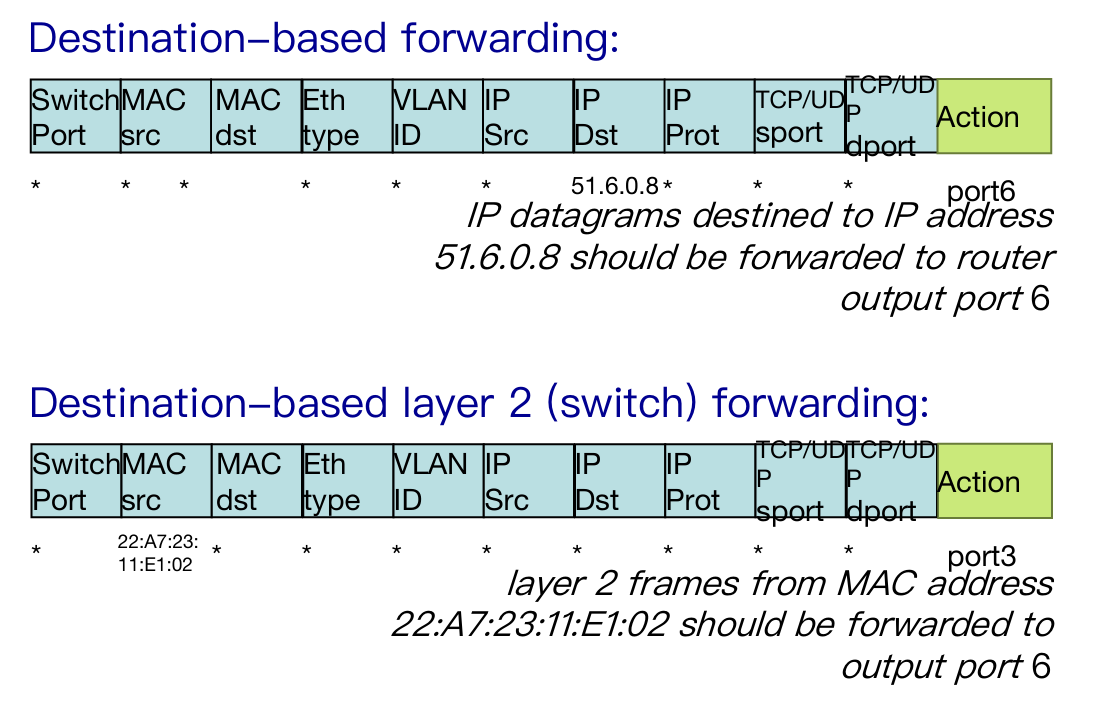 Destination–based forwarding:
Switch Port MAC src MAC dst Eth type VLAN ID IP Src IP Dst IP Prot TCP/UD sport TCP/UD P dport Action
* * * * * * 51.6.0.8 * * * port6
IP datagrams destined to IP address
51.6.0.8 should be forwarded to router
output port 6
Destination–based layer 2 (switch) forwarding:
Switch Port MAC src MAC dst Eth type VLAN ID IP Src IP Dst IP Prot TCP/UD P sport TCP/UD P dport Action
* 22:A7:23: 11:E1:02 * * * * * * * * port3
layer 2 frames from MAC address
22:A7:23:11:E1:02 should be forwarded to
output port 6